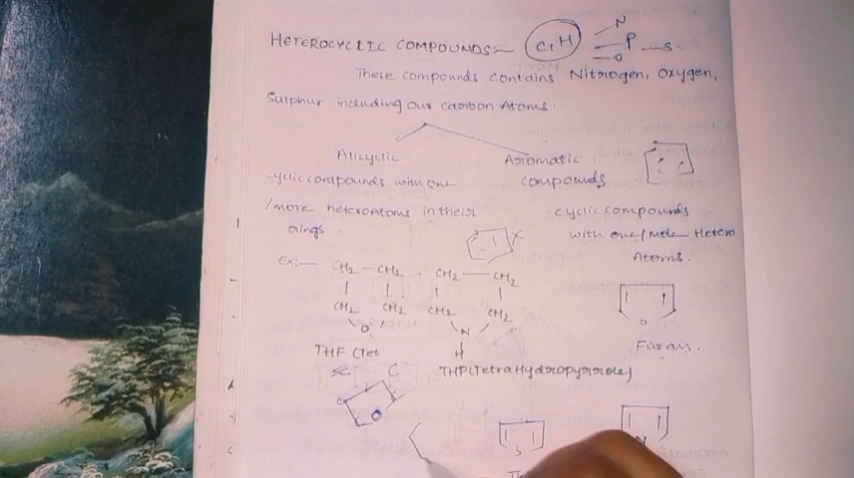 HETEROCYCLIC COMPOUNDS:- C,H N P S O
These compounds contains Nitrogen, Oxygen,
Sulphur including our carbon Atoms.
Alicyclic
-yclic compounds with one
/more heteroAtoms in their
rings
Aromatic
compounds
cyclic compounds
with one/more Hetero
Atoms.
x
Ex:- CH2 - CH2 CH2 - CH2
CH2 CH2 CH2 CH2
O N
H
O
THF (Tet
THP(TetraHydropyrrole)
Furan.
C
C
O
S
N